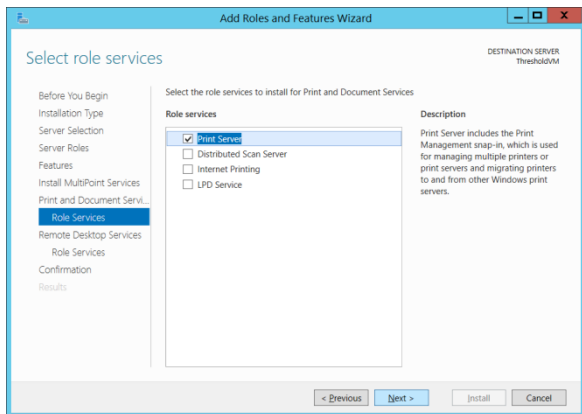 Add Roles and Features Wizard
Select role services
DESTINATION SERVER
ThresholdVM
Before You Begin
Installation Type
Server Selection
Server Roles
Features
Install MultiPoint Services
Print and Document Servi...
Role Services
Remote Desktop Services
Role Services
Confirmation
Results
Select the role services to install for Print and Document Services
Role services
Print Server
Distributed Scan Server
Internet Printing
LPD Service
Description
Print Server includes the Print
Management snap-in, which is used
for managing multiple printers or
print servers and migrating printers
to and from other Windows print
servers.
< Previous
Next >
Install
Cancel